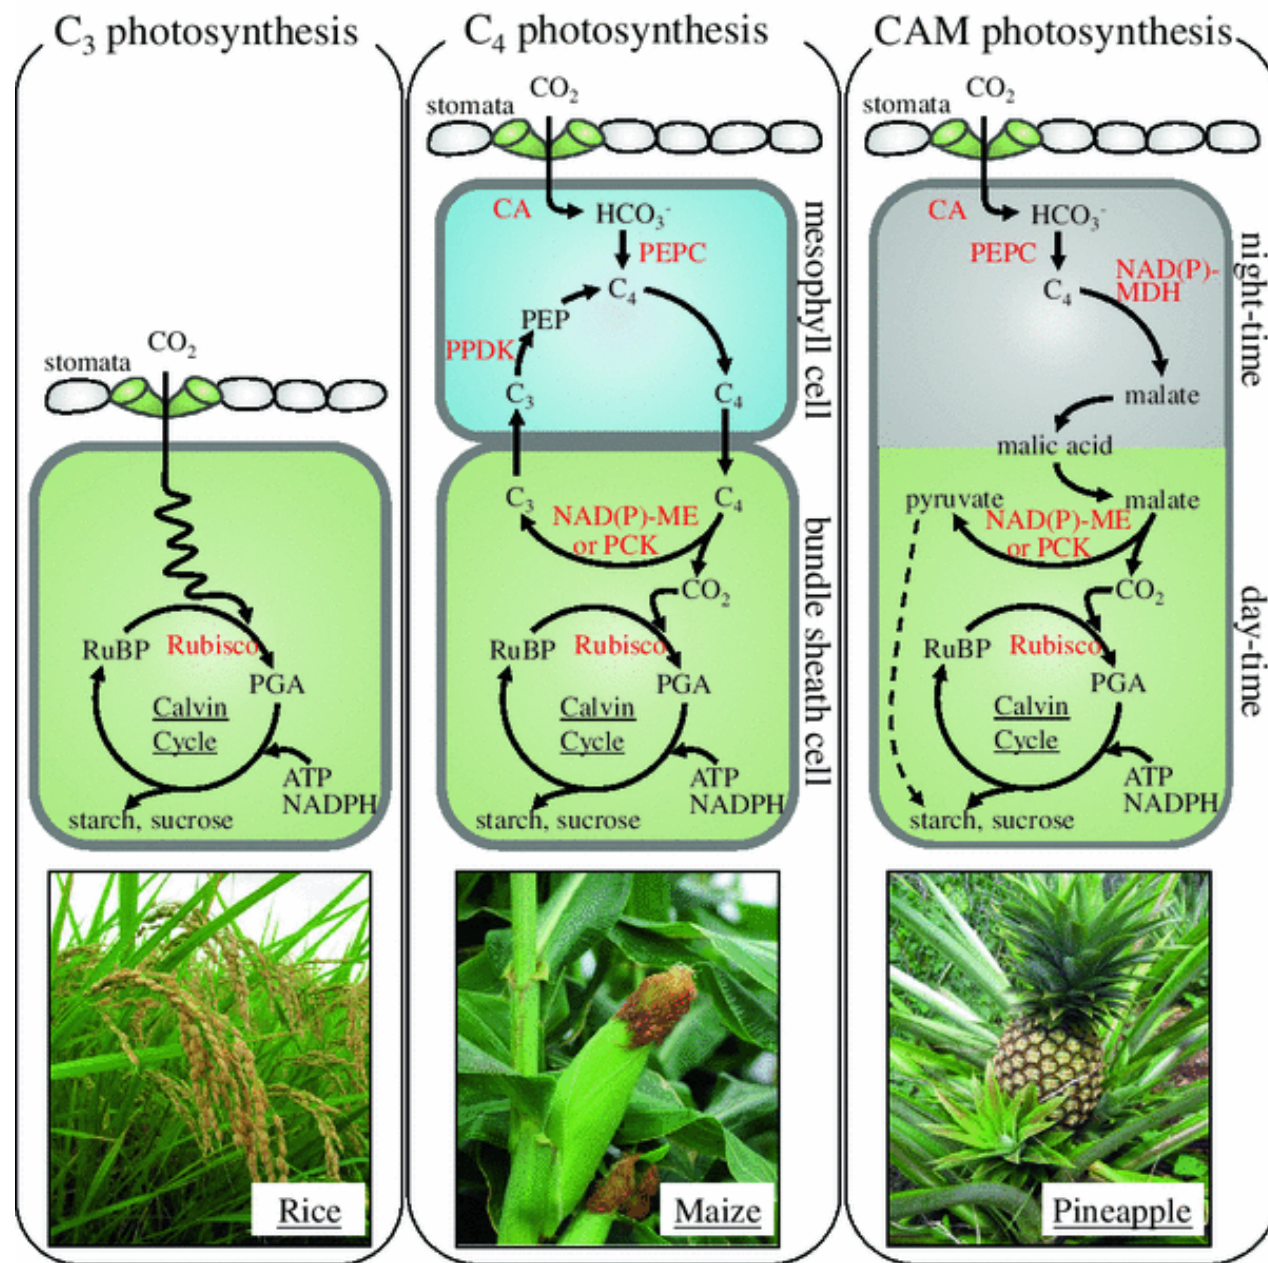 C3 photosynthesis
CO2
stomata
RuBP
Rubisco
PGA
Calvin
Cycle
ATP
NADPH
starch, sucrose
Rice
C4 photosynthesis
CO2
stomata
CA
HCO3-
PEPC
C4
PEP
PPDK
C3
C4
mesophyll cell
C3
C4
NAD(P)-ME
or PCK
CO2
RuBP
Rubisco
PGA
Calvin
Cycle
ATP
NADPH
starch, sucrose
bundle sheath cell
Maize
CAM photosynthesis
CO2
stomata
CA
HCO3-
PEPC
NAD(P)-
MDH
C4
malate
night-time
malic acid
pyruvate
malate
NAD(P)-ME
or PCK
CO2
RuBP
Rubisco
PGA
Calvin
Cycle
ATP
NADPH
starch, sucrose
day-time
Pineapple